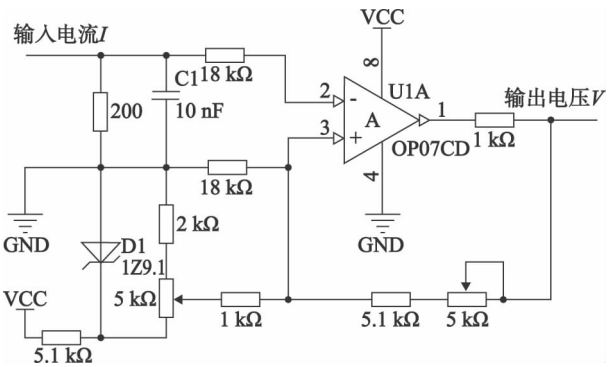 VCC
输入电流I
C1
18 kΩ
8
U1A
2
-
A
1
输出电压V
200
10 nF
3
+
OP07CD
1 kΩ
18 kΩ
4
GND
2 kΩ
GND
D1
1Z9.1
VCC
5 kΩ
1 kΩ
5.1 kΩ
5 kΩ
5.1 kΩ